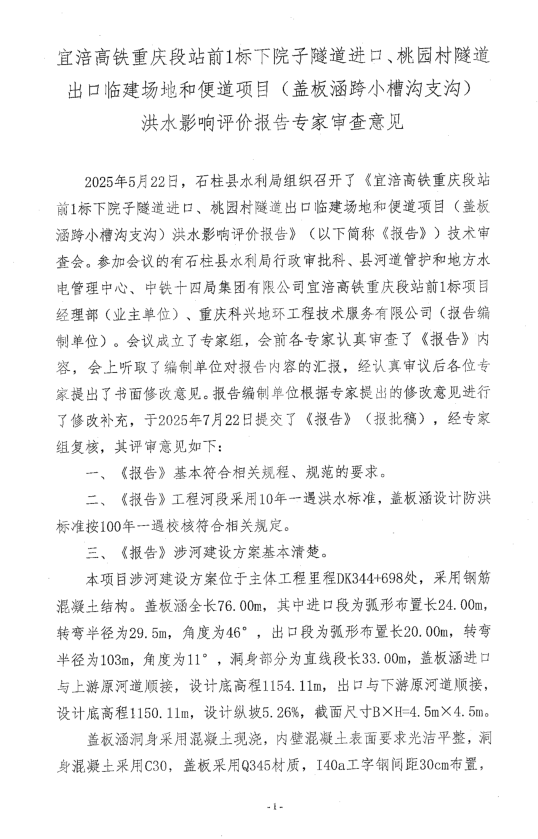 宜涪高铁重庆段站前1标下院子隧道进口、桃园村隧道
出口临建场地和便道项目（盖板涵跨小槽沟支沟）
洪水影响评价报告专家审查意见
2025年5月22日，石柱县水利局组织召开了《宜涪高铁重庆段站
前1标下院子隧道进口、桃园村隧道出口临建场地和便道项目（盖板
涵跨小槽沟支沟）洪水影响评价报告》（以下简称《报告》）技术审
查会。参加会议的有石柱县水利局行政审批科、县河道管护和地方水
电管理中心、中铁十四局集团有限公司宜涪高铁重庆段站前1标项目
经理部（业主单位）、重庆科兴地环工程技术服务有限公司（报告编
制单位）。会议成立了专家组，会前各专家认真审查了《报告》内
容，会上听取了编制单位对报告内容的汇报，经认真审议后各位专
家提出了书面修改意见。报告编制单位根据专家提出的修改意见进行
了修改补充，于2025年7月22日提交了《报告》（报批稿），经专家
组复核，其评审意见如下：
一、《报告》基本符合相关规程、规范的要求。
二、《报告》工程河段采用10年一遇洪水标准，盖板涵设计防洪
标准按100年一遇校核符合相关规定。
三、《报告》涉河建设方案基本清楚。
本项目涉河建设方案位于主体工程里程DK344+698处，采用钢筋
混凝土结构。盖板涵全长76.00m，其中进口段为弧形布置长24.00m，
转弯半径为29.5m，角度为46°，出口段为弧形布置长20.00m，转弯
半径为103m，角度为11°，洞身部分为直线段长33.00m，盖板涵进口
与上游原河道顺接，设计底高程1154.11m，出口与下游原河道顺接，
设计底高程1150.11m，设计纵坡5.26%，截面尺寸B×H=4.5m×4.5m。
盖板涵洞身采用混凝土现浇，内壁混凝土表面要求光洁平整，洞
身混凝土采用C30，盖板采用Q345材质，I40a工字钢间距30cm布置，
-1-